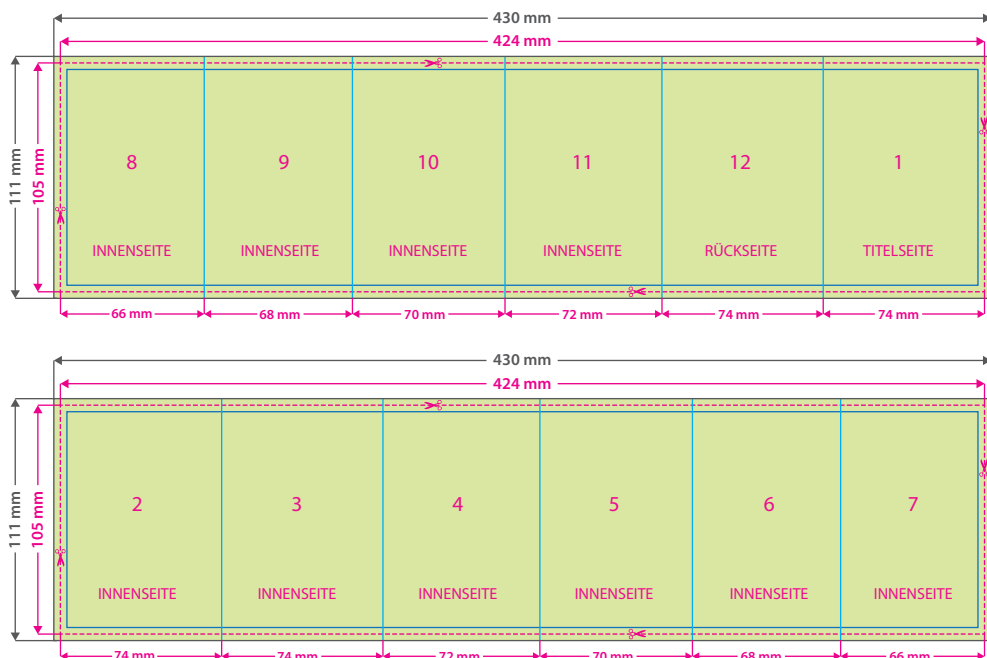 430 mm
424 mm
111 mm
105 mm
8 9 10 11 12 1
INNENSEITE INNENSEITE INNENSEITE INNENSEITE RÜCKSEITE TITELSEITE
66 mm 68 mm 70 mm 72 mm 74 mm 74 mm
430 mm
424 mm
111 mm
105 mm
2 3 4 5 6 7
INNENSEITE INNENSEITE INNENSEITE INNENSEITE INNENSEITE INNENSEITE
74 mm 74 mm 72 mm 70 mm 68 mm 66 mm